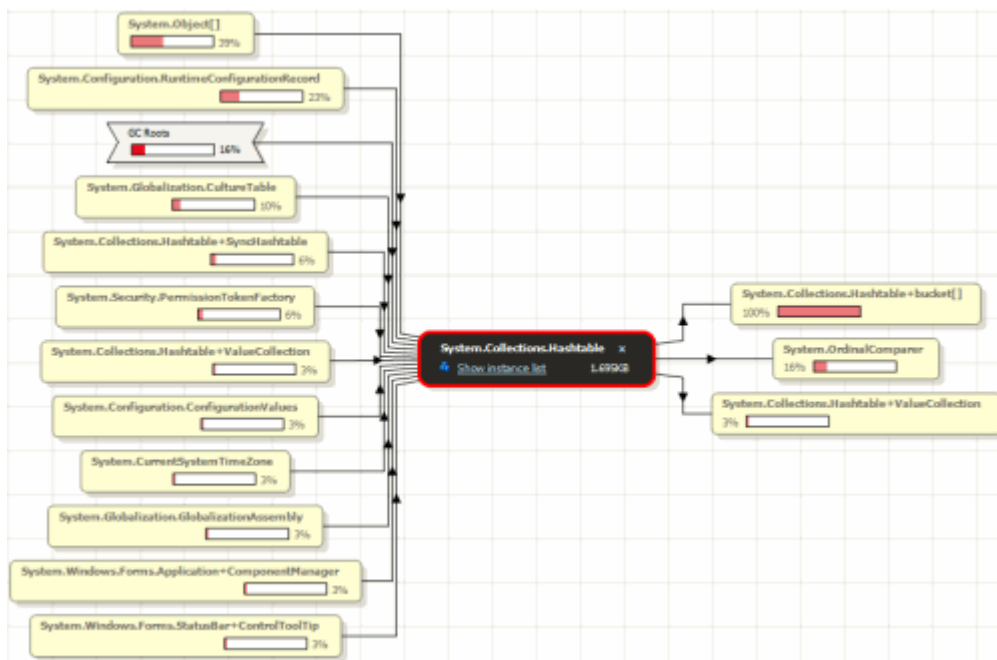 System.Object[]
39%
System.Configuration.RuntimeConfigurationRecord
23%
GC Roots
16%
System.Globalization.CultureTable
10%
System.Collections.Hashtable+SyncHashtable
6%
System.Security.PermissionTokenFactory
6%
System.Collections.Hashtable+ValueCollection
3%
System.Configuration.ConfigurationValues
3%
System.CurrentSystemTimeZone
3%
System.Globalization.GlobalizationAssembly
3%
System.Windows.Forms.Application+ComponentManager
3%
System.Windows.Forms.StatusBar+ControlToolTip
3%
System.Collections.Hashtable x
Show instance list 1.695KB
System.Collections.Hashtable+bucket[]
100%
System.OrdinalComparer
16%
System.Collections.Hashtable+ValueCollection
3%